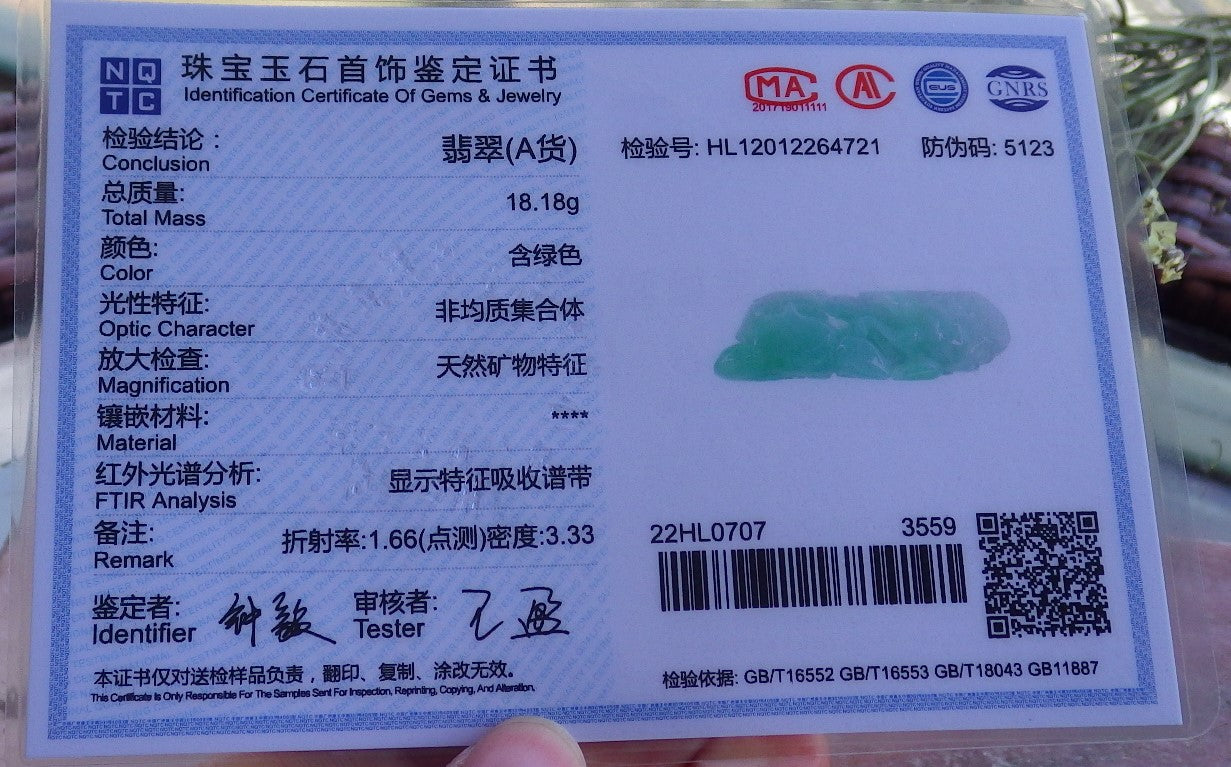 NQ
TC
珠宝玉石首饰鉴定证书
Identification Certificate Of Gems & Jewelry
MA
201719011111
AL
CUS
GNRS
检验结论：
Conclusion
翡翠(A货)
检验号: HL12012264721
防伪码: 5123
总质量:
Total Mass
18.18g
颜色:
Color
含绿色
光性特征:
Optic Character
非均质集合体
放大检查:
Magnification
天然矿物特征
镶嵌材料:
Material
****
红外光谱分析:
FTIR Analysis
显示特征吸收谱带
备注:
Remark
折射率:1.66(点测)密度:3.33
22HL0707
3559
鉴定者:
Identifier
审核者:
Tester
本证书仅对送检样品负责，翻印、复制、涂改无效。
This Certificate Is Only Responsible For The Samples Sent For Inspection, Reprinting, Copying, And Alteration,
检验依据: GB/T16552 GB/T16553 GB/T18043 GB11887